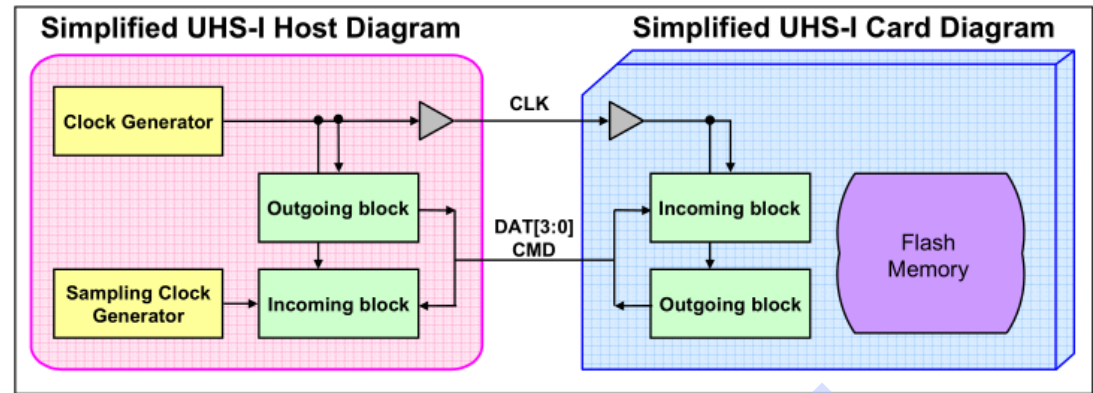 Simplified UHS-I Host Diagram
Simplified UHS-I Card Diagram
Clock Generator
CLK
Outgoing block
Incoming block
DAT[3:0]
CMD
Flash
Memory
Sampling Clock
Generator
Incoming block
Outgoing block